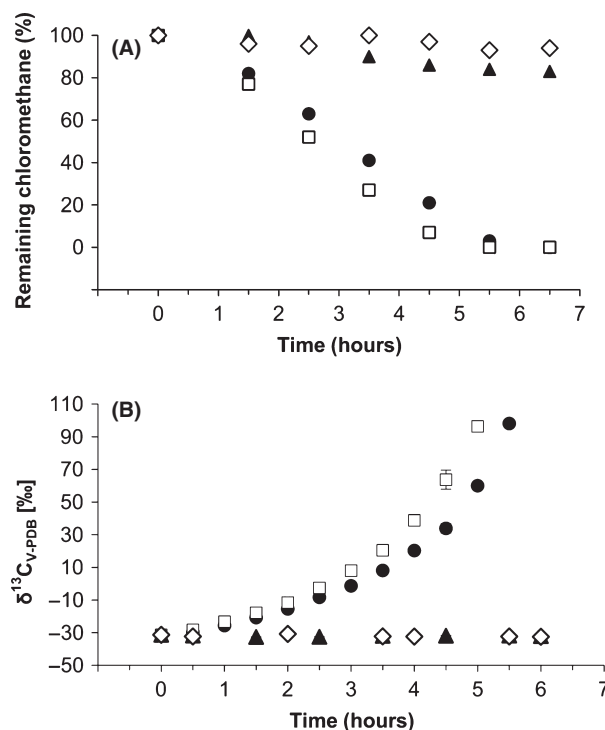 (A)
Remaining chloromethane (%)
100
80
60
40
20
0
0 1 2 3 4 5 6 7
Time (hours)
(B)
δ¹³C_V-PDB [‰]
110
90
70
50
30
10
−10
−30
−50
0 1 2 3 4 5 6 7
Time (hours)